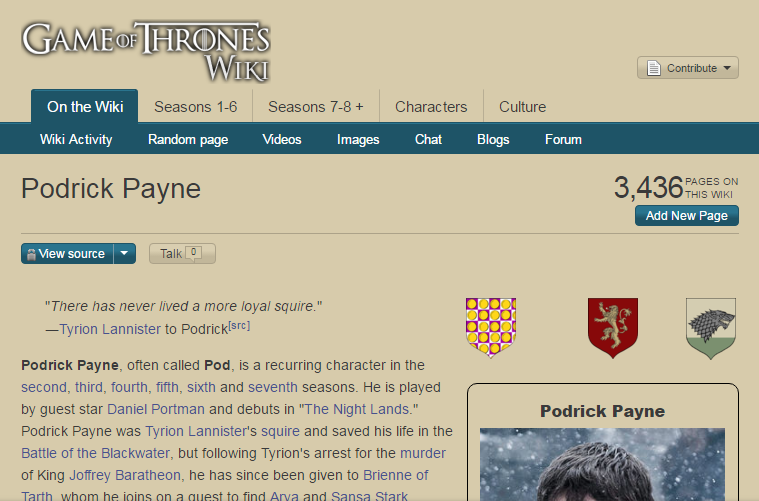 GAME OF THRONES
WIKI
Contribute
On the Wiki
Seasons 1-6
Seasons 7-8 +
Characters
Culture
Wiki Activity
Random page
Videos
Images
Chat
Blogs
Forum
Podrick Payne
3,436 PAGES ON
THIS WIKI
Add New Page
View source
Talk 0
"There has never lived a more loyal squire."
—Tyrion Lannister to Podrick[src]
Podrick Payne, often called Pod, is a recurring character in the
second, third, fourth, fifth, sixth and seventh seasons. He is played
by guest star Daniel Portman and debuts in "The Night Lands."
Podrick Payne was Tyrion Lannister's squire and saved his life in the
Battle of the Blackwater, but following Tyrion's arrest for the murder
of King Joffrey Baratheon, he has since been given to Brienne of
Tarth, whom he joins on a quest to find Arya and Sansa Stark
Podrick Payne